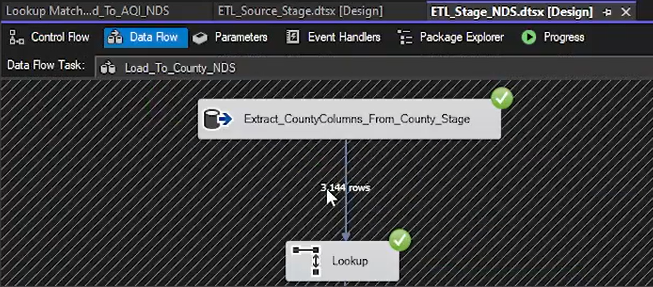 Lookup Match...d_To_AQI_NDS ETL_Source_Stage.dtsx [Design] ETL_Stage_NDS.dtsx [Design]
Control Flow Data Flow Parameters Event Handlers Package Explorer Progress
Data Flow Task: Load_To_County_NDS
Extract_CountyColumns_From_County_Stage
3,144 rows
Lookup